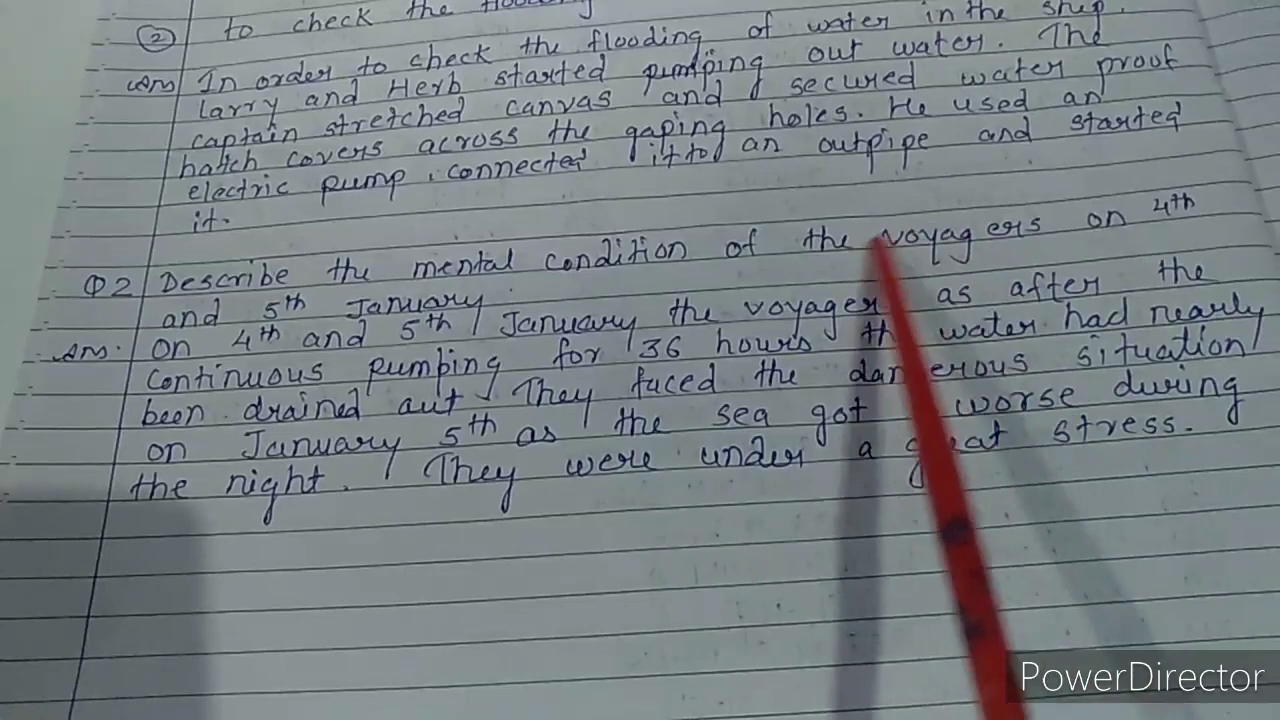 ② to check the
Ans In order to check the flooding of water in the ship.
Larry and Herb started pumping out water. The
captain stretched canvas and secured water proof
hatch covers across the gaping holes. He used an
electric pump, connected it to an outpipe and started
it.
Q2 Describe the mental condition of the voyagers on 4th
and 5th January.
Ans. On 4th and 5th January the voyager as after the
continuous pumping for 36 hours water had nearly
been drained out. They faced the situation
on January 5th as the sea got worse during
the night. They were under a great stress.
PowerDirector